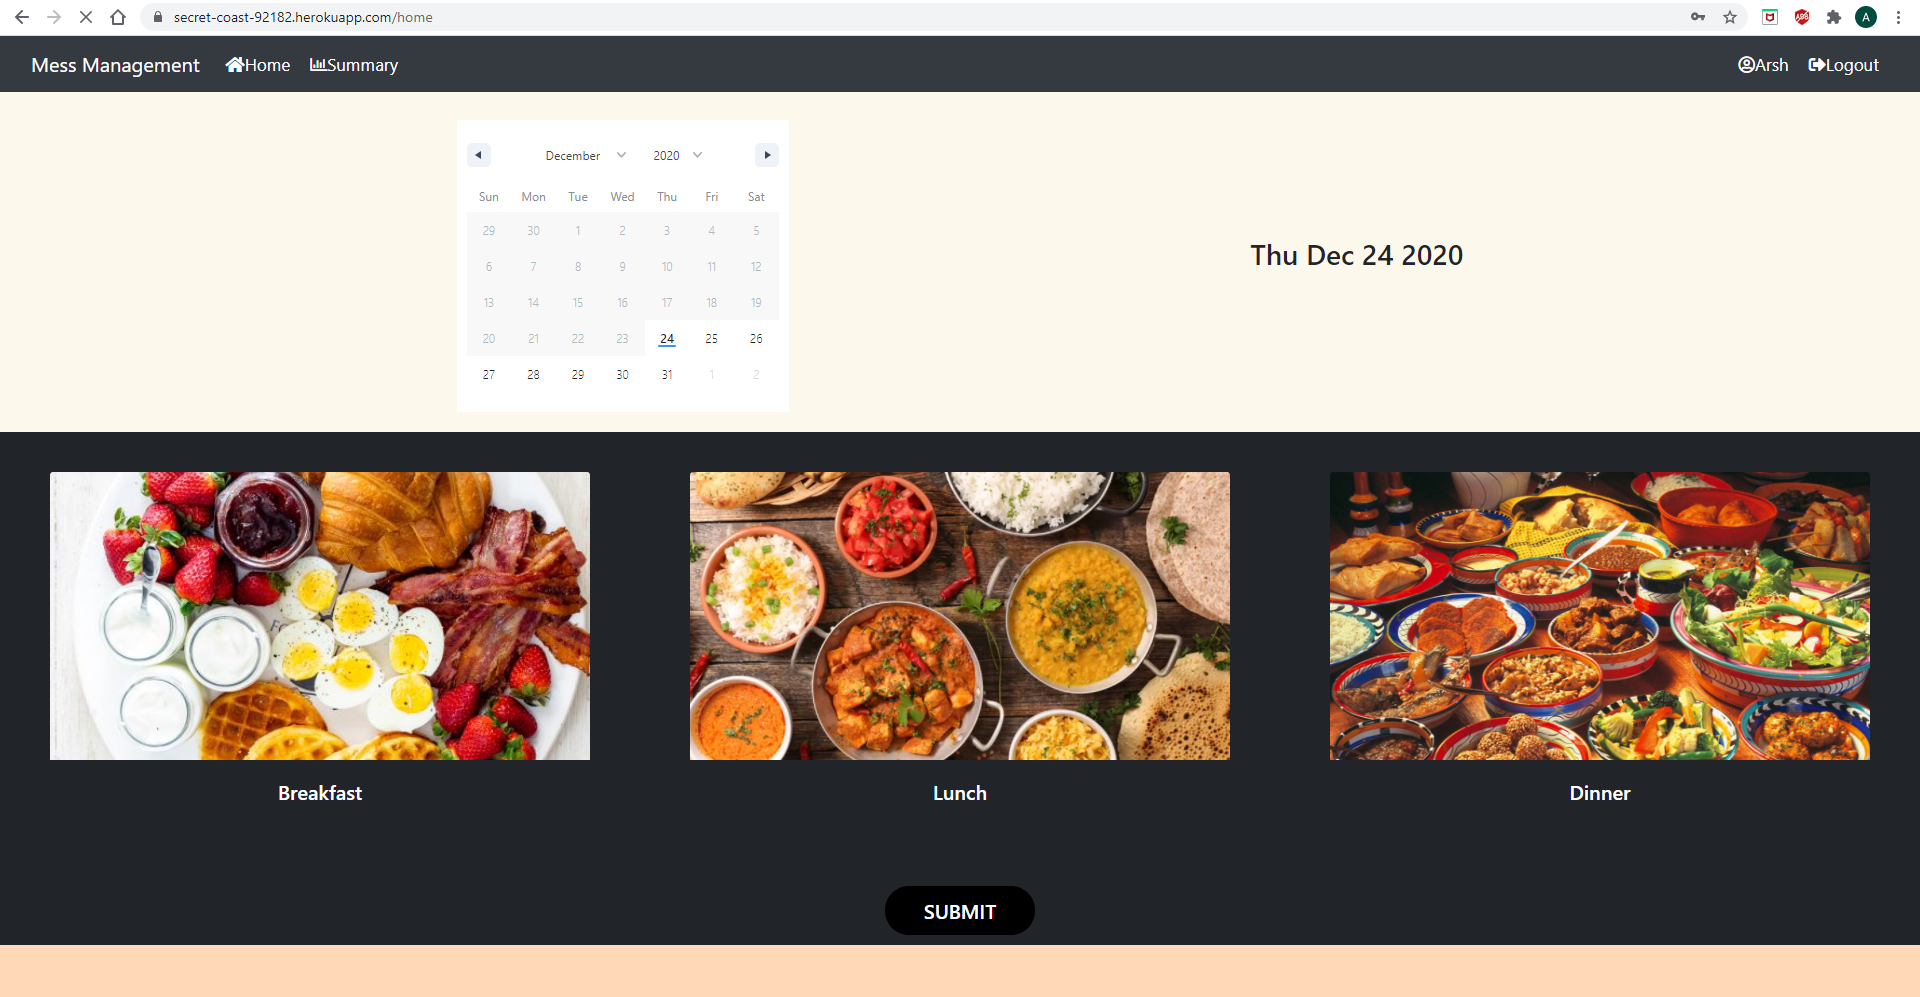 secret-coast-92182.herokuapp.com/home
A
Mess Management Home Summary Arsh Logout
December 2020
Sun Mon Tue Wed Thu Fri Sat
29 30 1 2 3 4 5
6 7 8 9 10 11 12
13 14 15 16 17 18 19
20 21 22 23 24 25 26
27 28 29 30 31 1 2
Thu Dec 24 2020
Breakfast Lunch Dinner
SUBMIT